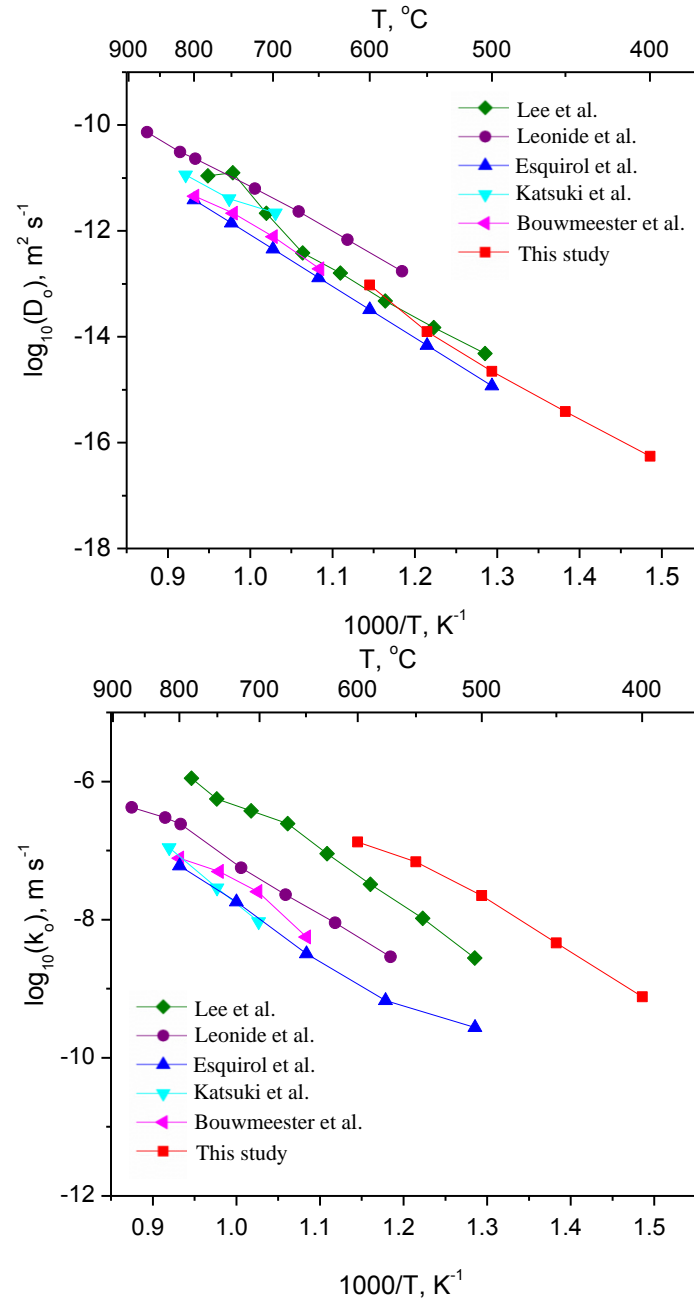 T, °C
900 800 700 600 500 400
-10
-12
-14
-16
-18
log₁₀(D₀), m² s⁻¹
Lee et al.
Leonide et al.
Esquirol et al.
Katsuki et al.
Bouwmeester et al.
This study
0.9 1.0 1.1 1.2 1.3 1.4 1.5
1000/T, K⁻¹
T, °C
900 800 700 600 500 400
-6
-8
-10
-12
log₁₀(k₀), m s⁻¹
Lee et al.
Leonide et al.
Esquirol et al.
Katsuki et al.
Bouwmeester et al.
This study
0.9 1.0 1.1 1.2 1.3 1.4 1.5
1000/T, K⁻¹